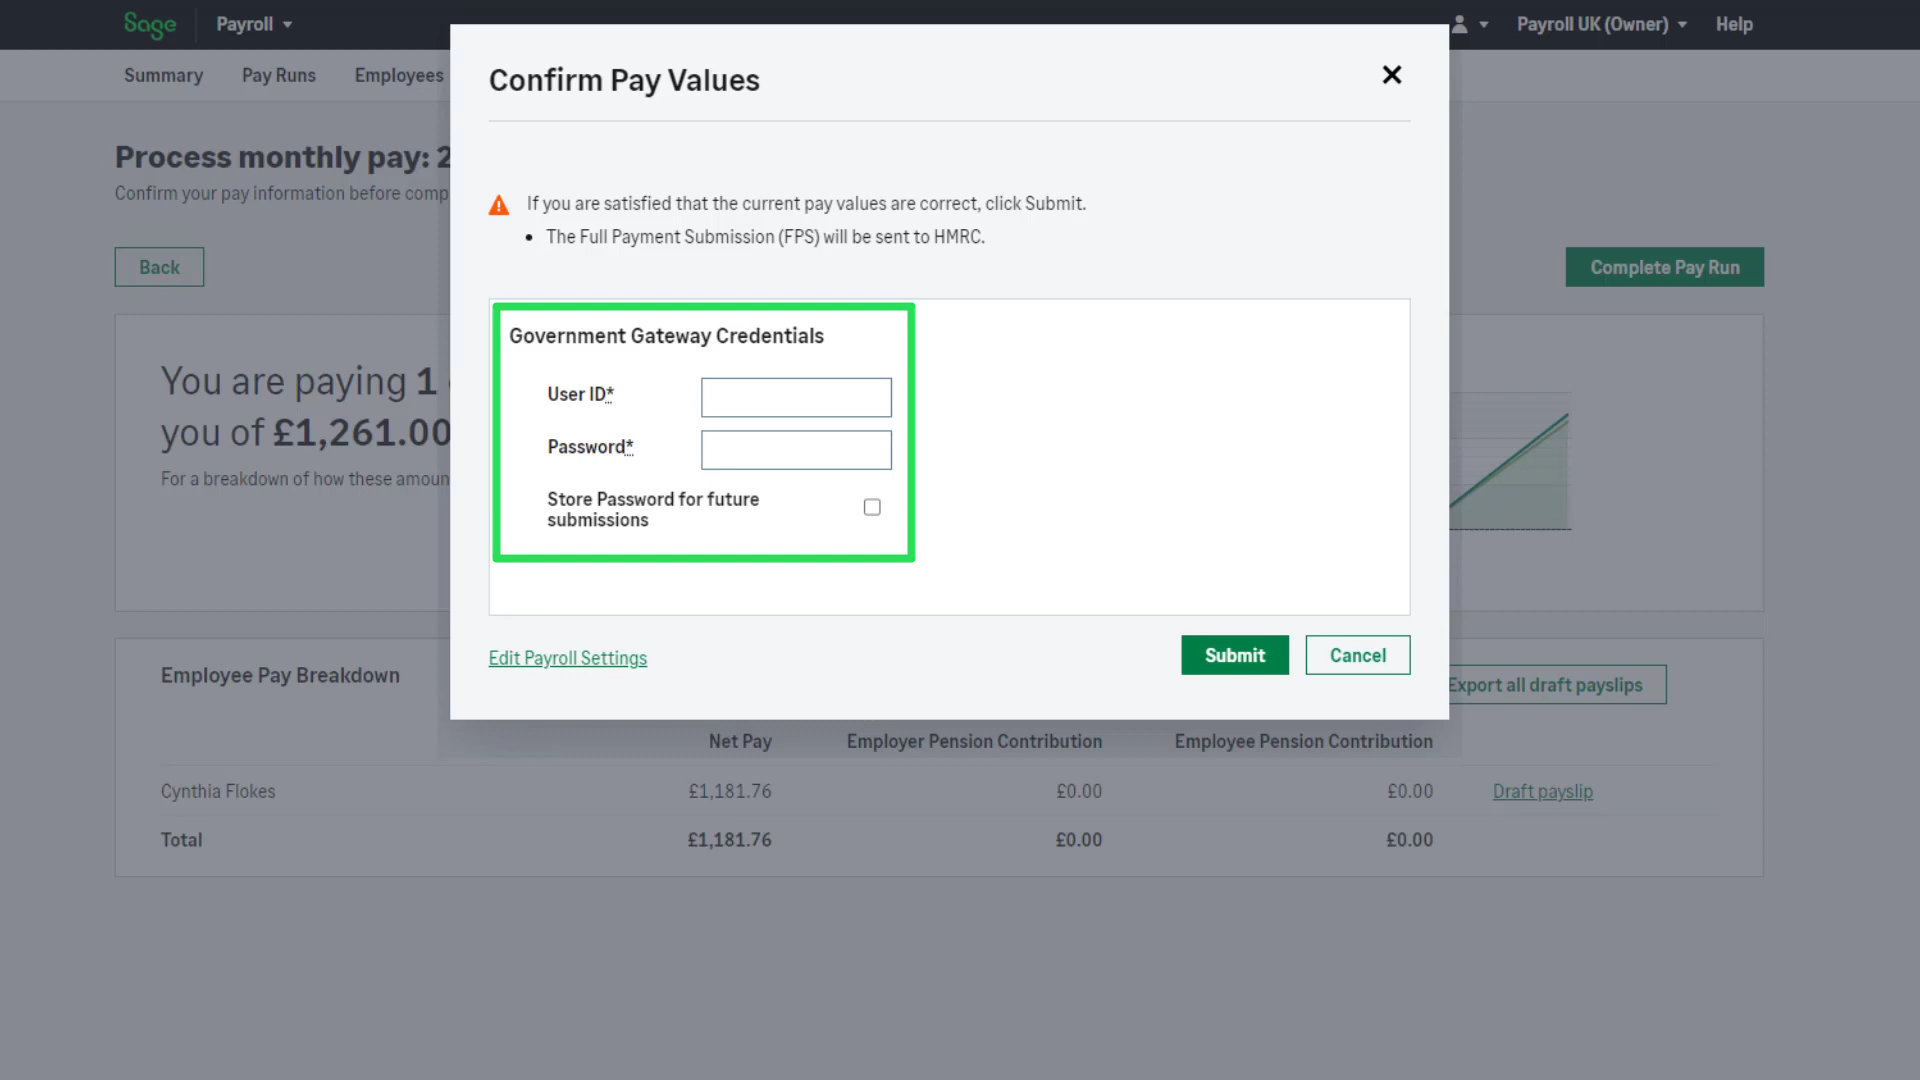 Sage
Payroll
Payroll UK (Owner)
Help
Summary
Pay Runs
Employees
Confirm Pay Values
Process monthly pay: 2
Confirm your pay information before comp
If you are satisfied that the current pay values are correct, click Submit.
• The Full Payment Submission (FPS) will be sent to HMRC.
Back
Complete Pay Run
Government Gateway Credentials
User ID*
Password*
Store Password for future
submissions
You are paying 1
you of £1,261.00
For a breakdown of how these amoun
Edit Payroll Settings
Submit
Cancel
Employee Pay Breakdown
Export all draft payslips
Net Pay
Employer Pension Contribution
Employee Pension Contribution
Cynthia Flokes
£1,181.76
£0.00
£0.00
Draft payslip
Total
£1,181.76
£0.00
£0.00